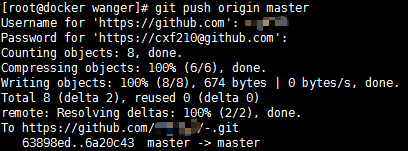 [root@docker wanger]# git push origin master
Username for 'https://github.com':
Password for 'https://cxf210@github.com':
Counting objects: 8, done.
Compressing objects: 100% (6/6), done.
Writing objects: 100% (8/8), 674 bytes | 0 bytes/s, done.
Total 8 (delta 2), reused 0 (delta 0)
remote: Resolving deltas: 100% (2/2), done.
To https://github.com/ /-.git
63898ed..6a20c43  master -> master